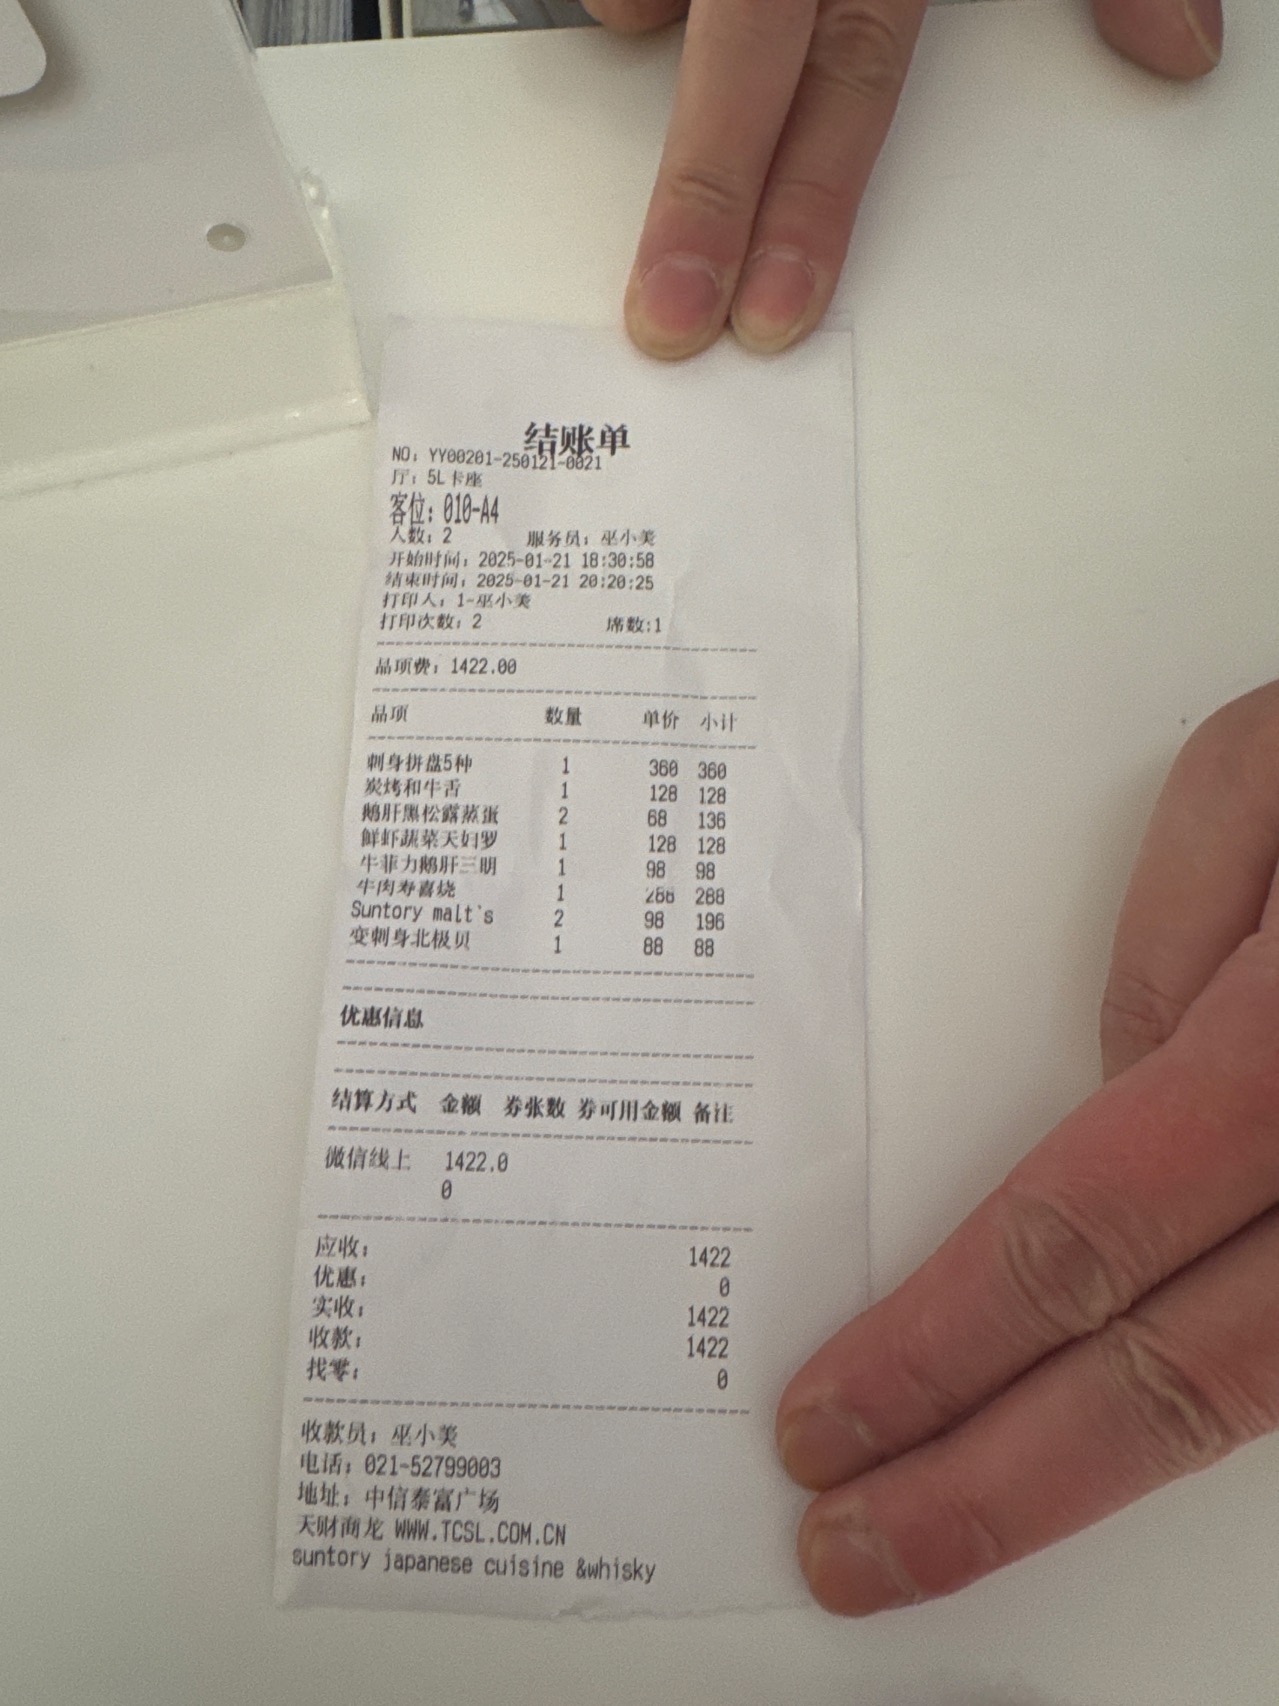 结账单
NO：YY00201-250121-0021
厅：5L卡座
客位：010-A4
人数：2 服务员：巫小美
开始时间：2025-01-21 18:30:58
结束时间：2025-01-21 20:20:25
打印人：1-巫小美
打印次数：2 席数:1
品项费：1422.00
品项 数量 单价 小计
刺身拼盘5种 1 360 360
炭烤和牛舌 1 128 128
鹅肝黑松露蒸蛋 2 68 136
鲜虾蔬菜天妇罗 1 128 128
牛菲力鹅肝三明 1 98 98
牛肉寿喜烧 1 288 288
Suntory malt's 2 98 196
变刺身北极贝 1 88 88
优惠信息
结算方式 金额 券张数 券可用金额 备注
微信线上 1422.0
0
应收： 1422
优惠： 0
实收： 1422
收款： 1422
找零： 0
收款员：巫小美
电话：021-52799003
地址：中信泰富广场
天财商龙 WWW.TCSL.COM.CN
suntory japanese cuisine &whisky